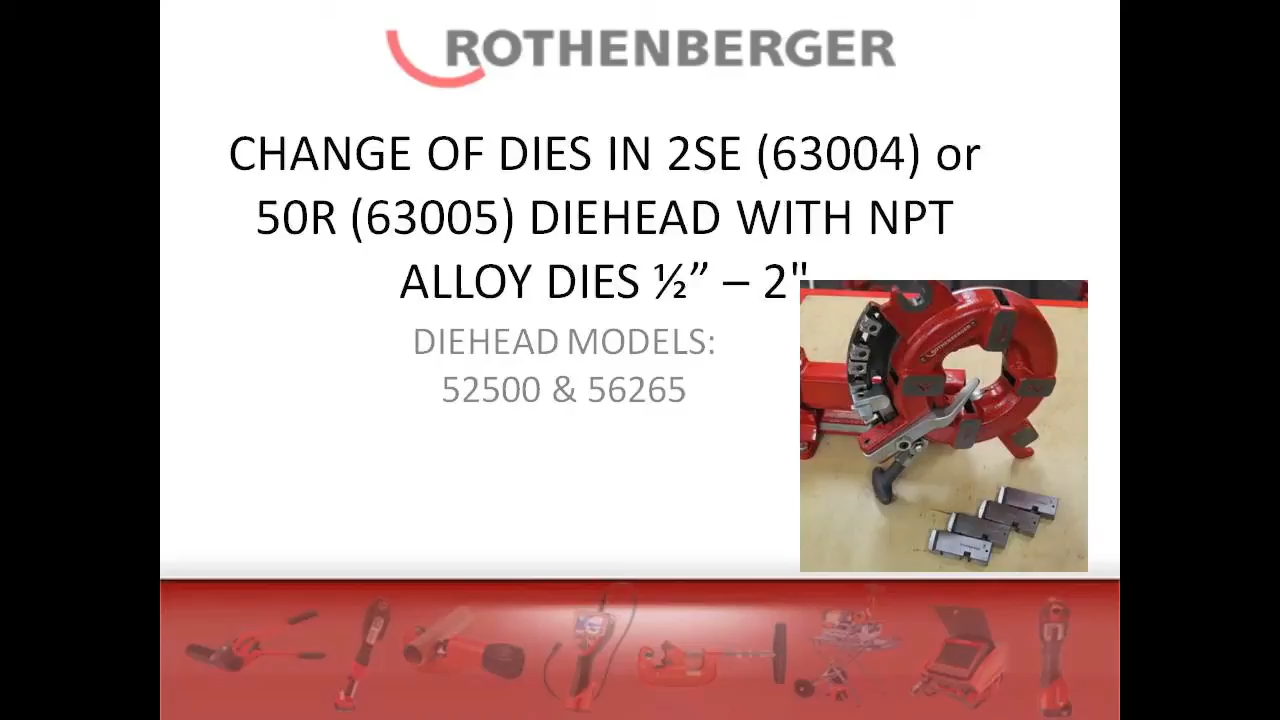 ROTHENBERGER
CHANGE OF DIES IN 2SE (63004) or
50R (63005) DIEHEAD WITH NPT
ALLOY DIES ½” – 2"
DIEHEAD MODELS:
52500 & 56265
ROTHENBERGER